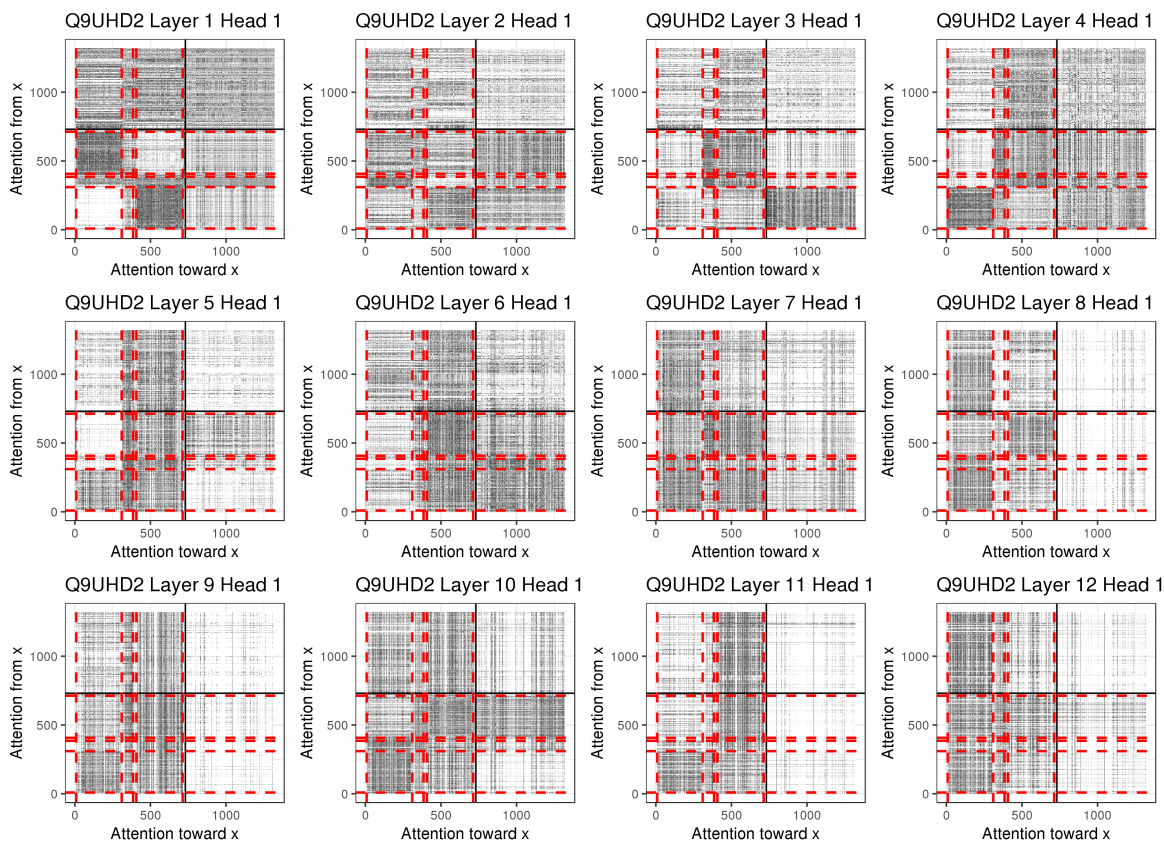 Q9UHD2 Layer 1 Head 1
Q9UHD2 Layer 2 Head 1
Q9UHD2 Layer 3 Head 1
Q9UHD2 Layer 4 Head 1
Attention from x
1000
500
0
Attention from x
1000
500
0
Attention from x
1000
500
0
Attention from x
1000
500
0
0 500 1000
0 500 1000
0 500 1000
0 500 1000
Attention toward x
Attention toward x
Attention toward x
Attention toward x
Q9UHD2 Layer 5 Head 1
Q9UHD2 Layer 6 Head 1
Q9UHD2 Layer 7 Head 1
Q9UHD2 Layer 8 Head 1
Attention from x
1000
500
0
Attention from x
1000
500
0
Attention from x
1000
500
0
Attention from x
1000
500
0
0 500 1000
0 500 1000
0 500 1000
0 500 1000
Attention toward x
Attention toward x
Attention toward x
Attention toward x
Q9UHD2 Layer 9 Head 1
Q9UHD2 Layer 10 Head 1
Q9UHD2 Layer 11 Head 1
Q9UHD2 Layer 12 Head 1
Attention from x
1000
500
0
Attention from x
1000
500
0
Attention from x
1000
500
0
Attention from x
1000
500
0
0 500 1000
0 500 1000
0 500 1000
0 500 1000
Attention toward x
Attention toward x
Attention toward x
Attention toward x